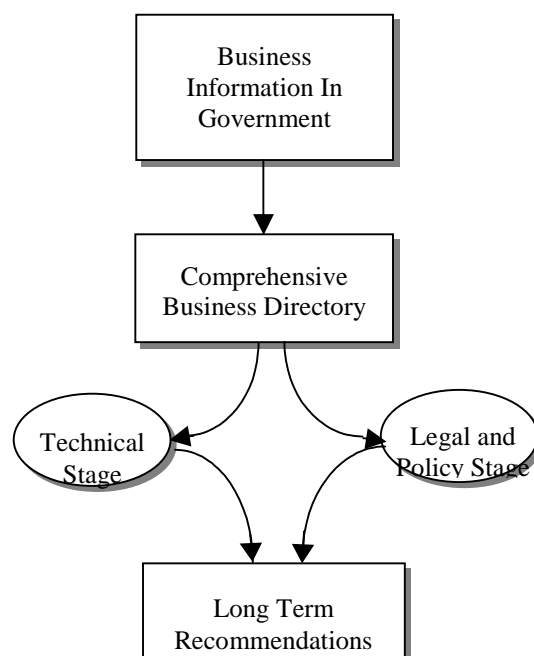 Business
Information In
Government
Comprehensive
Business Directory
Technical
Stage
Legal and
Policy Stage
Long Term
Recommendations